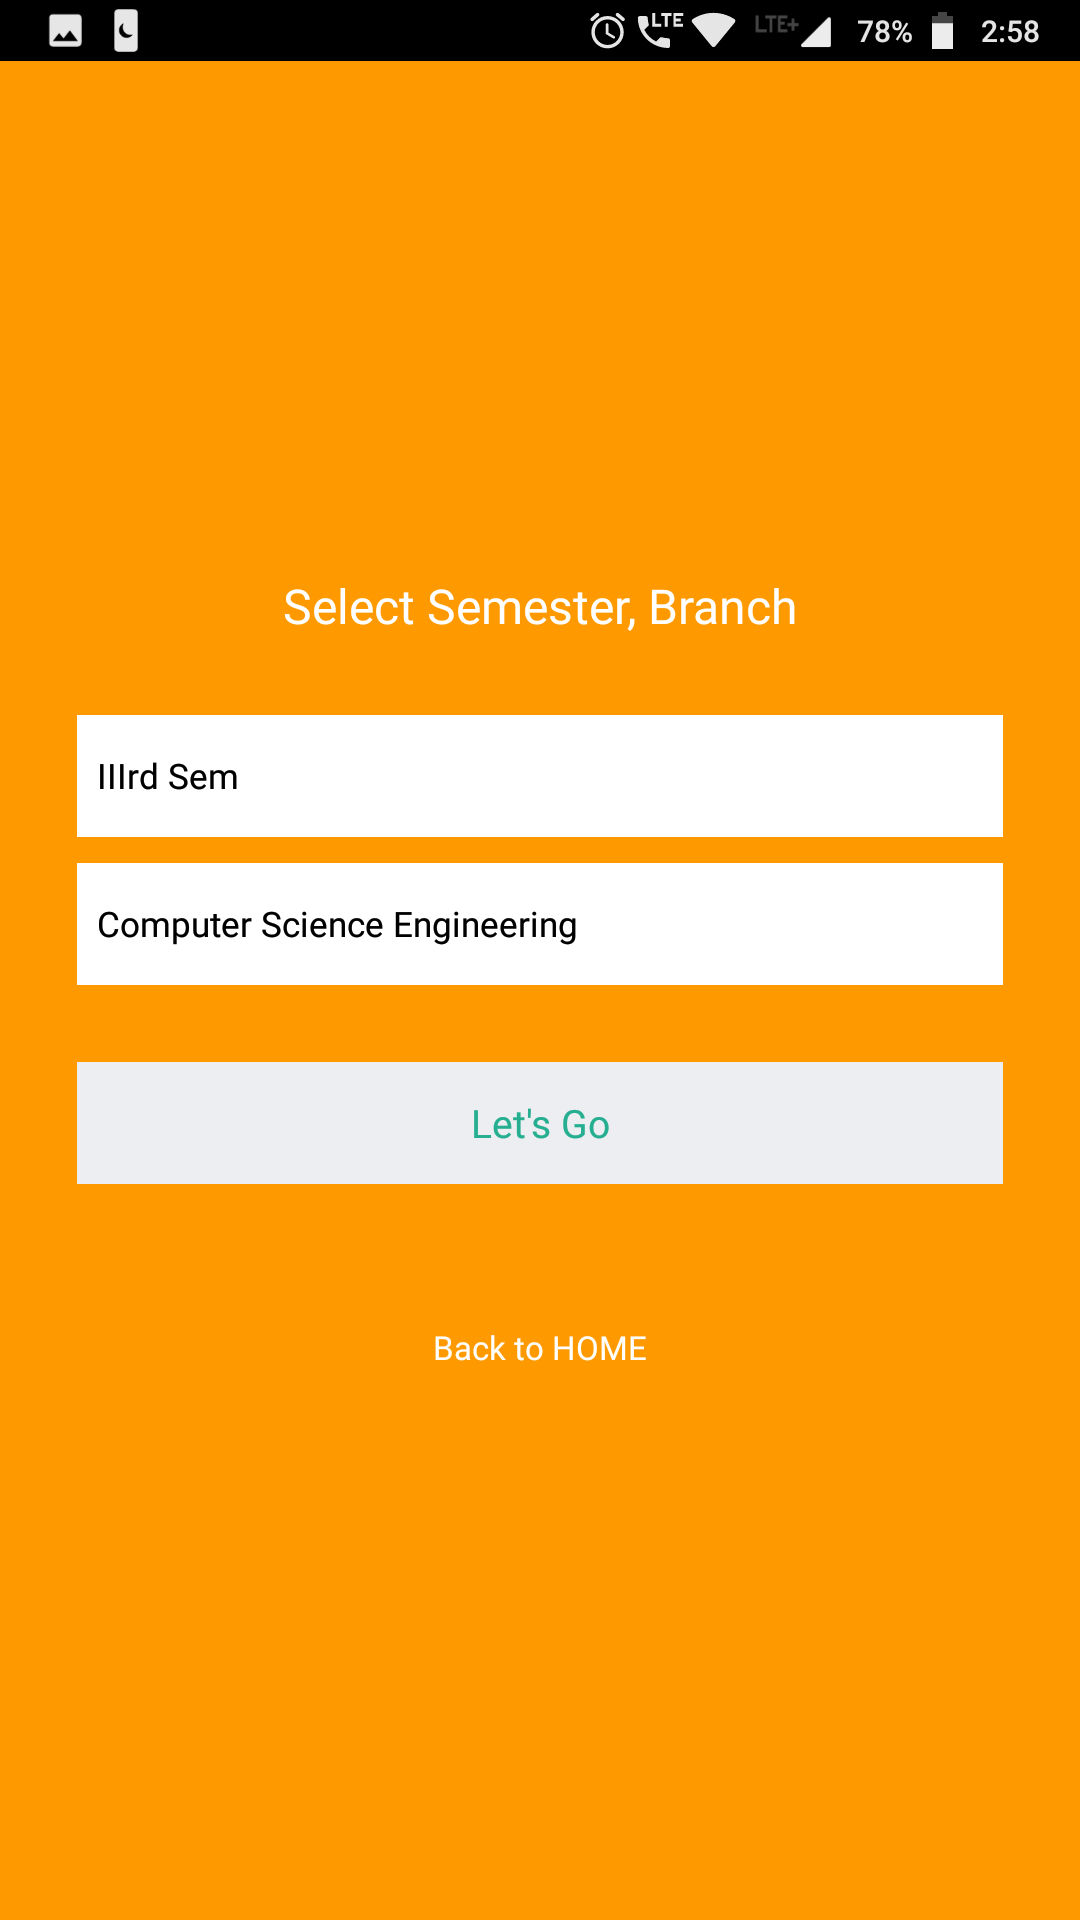 LTE LTE+ 78% 2:58
Select Semester, Branch
IIIrd Sem
Computer Science Engineering
Let's Go
Back to HOME